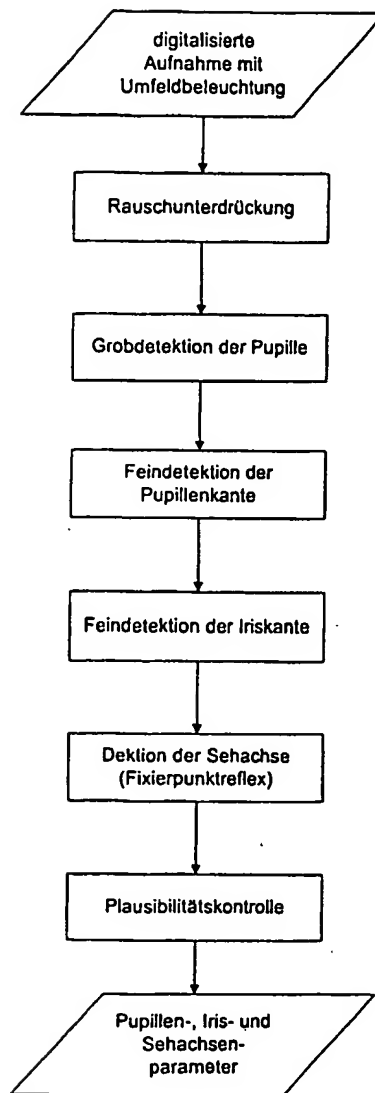 digitalisierte
Aufnahme mit
Umfeldbeleuchtung
Rauschunterdrückung
Grobdetektion der Pupille
Feindetektion der
Pupillenkante
Feindetektion der Iriskante
Dektion der Sehachse
(Fixierpunktreflex)
Plausibilitätskontrolle
Pupillen-, Iris- und
Sehachsen-
parameter